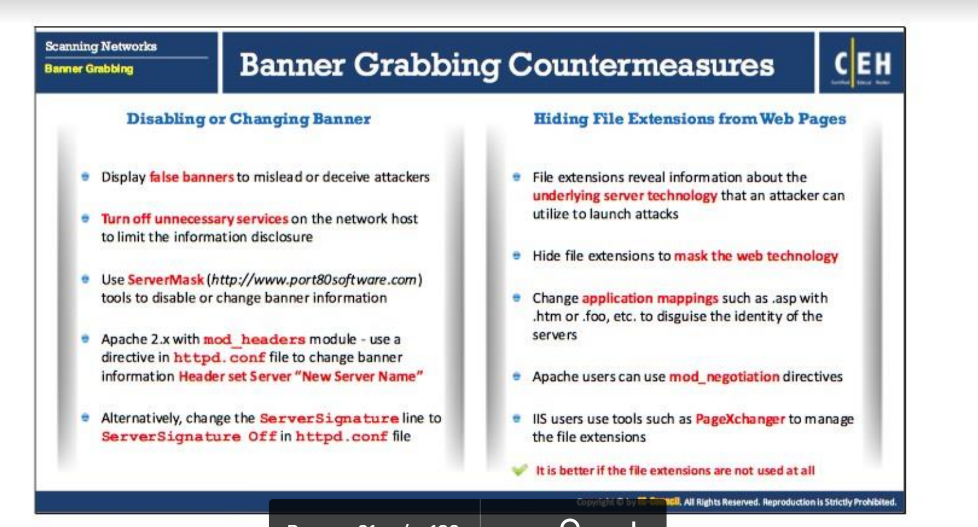 Scanning Networks
Banner Grabbing
Banner Grabbing Countermeasures
C|EH
Disabling or Changing Banner
Display false banners to mislead or deceive attackers
Turn off unnecessary services on the network host
to limit the information disclosure
Use ServerMask (http://www.port80software.com)
tools to disable or change banner information
Apache 2.x with mod_headers module - use a
directive in httpd.conf file to change banner
information Header set Server "New Server Name"
Alternatively, change the ServerSignature line to
ServerSignature Off in httpd.conf file
Hiding File Extensions from Web Pages
File extensions reveal information about the
underlying server technology that an attacker can
utilize to launch attacks
Hide file extensions to mask the web technology
Change application mappings such as .asp with
.htm or .foo, etc. to disguise the identity of the
servers
Apache users can use mod_negotiation directives
IIS users use tools such as PageXchanger to manage
the file extensions
It is better if the file extensions are not used at all
Copyright © by EC-Council. All Rights Reserved. Reproduction is Strictly Prohibited.